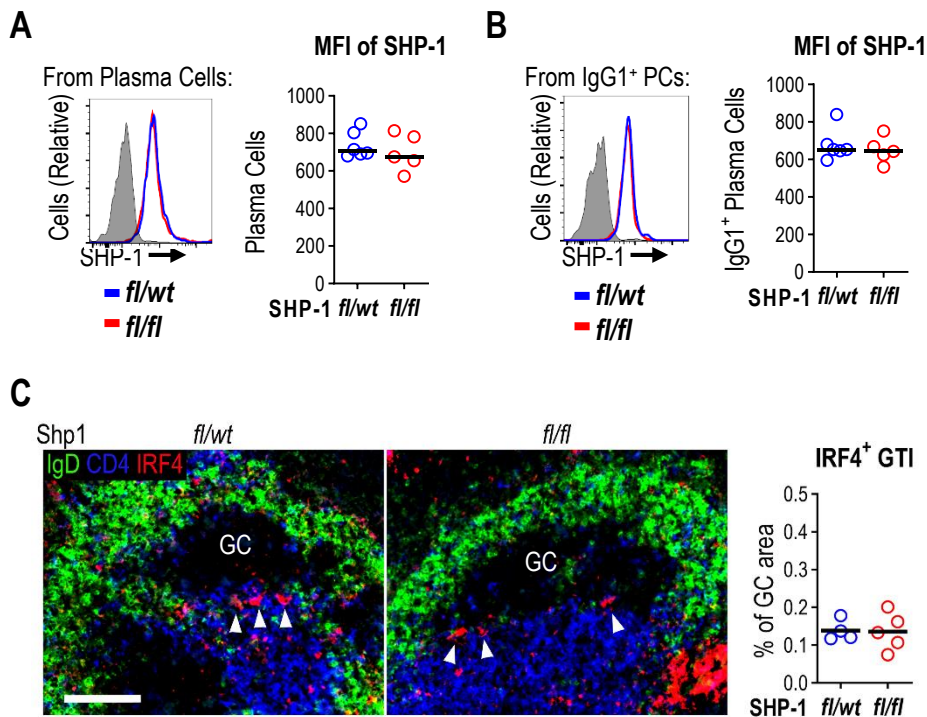 A
MFI of SHP-1
From Plasma Cells:
Cells (Relative)
SHP-1
fl/wt
fl/fl
Plasma Cells
1000
800
600
400
200
0
SHP-1 fl/wt fl/fl
B
MFI of SHP-1
From IgG1⁺ PCs:
Cells (Relative)
SHP-1
fl/wt
fl/fl
IgG1⁺ Plasma Cells
1000
800
600
400
200
0
SHP-1 fl/wt fl/fl
C
Shp1 fl/wt fl/fl
IgD CD4 IRF4
GC
GC
IRF4⁺ GTI
% of GC area
0.5
0.4
0.3
0.2
0.1
0.0
SHP-1 fl/wt fl/fl